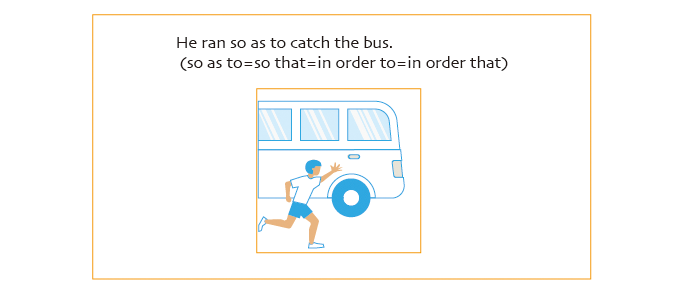 He ran so as to catch the bus.
(so as to=so that=in order to=in order that)